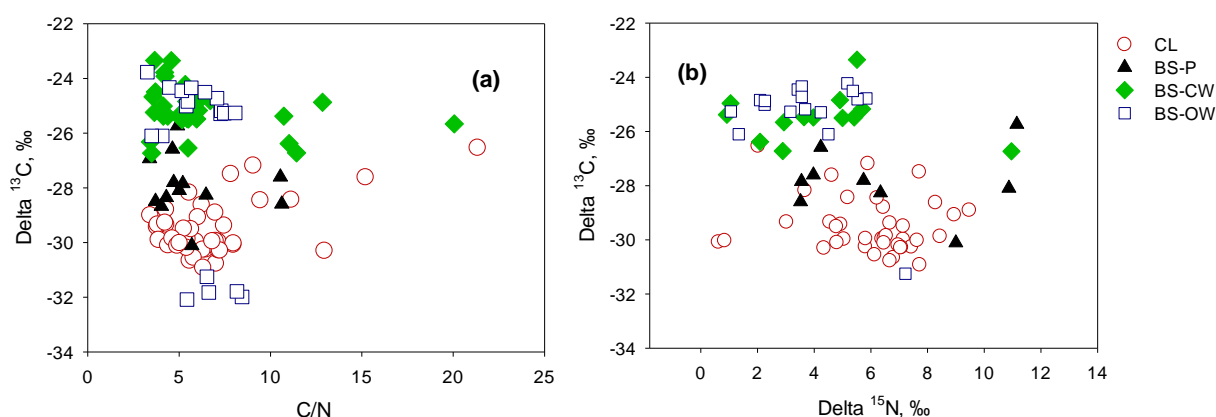 -22
-24
-26
-28
-30
-32
-34
Delta ¹³C, ‰
(a)
0
5
10
15
20
25
C/N
-22
-24
-26
-28
-30
-32
-34
Delta ¹³C, ‰
(b)
0
2
4
6
8
10
12
14
Delta ¹⁵N, ‰
CL
BS-P
BS-CW
BS-OW